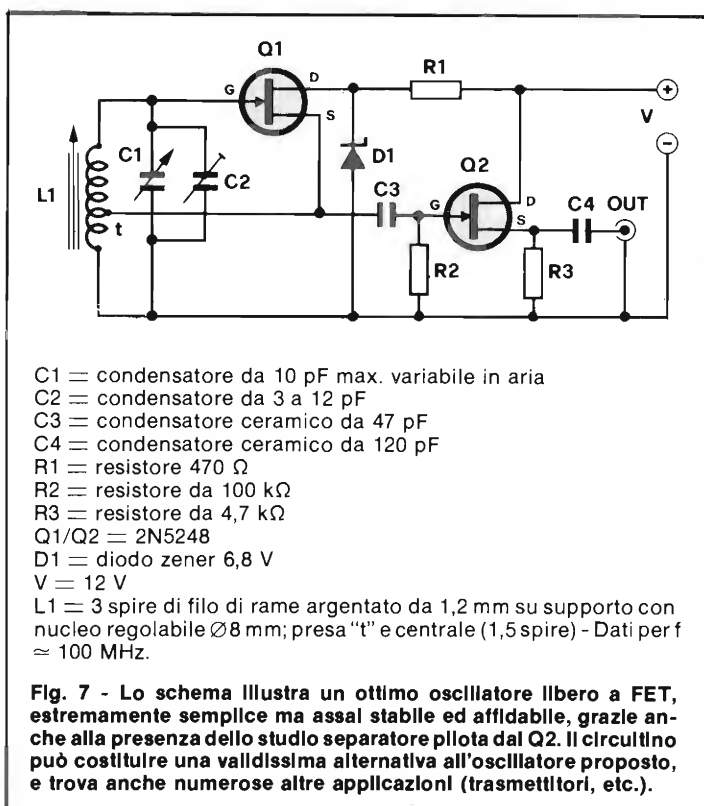 Q1
G
D
S
R1
+
V
−
D1
Q2
C1
C2
L1
t
C3
G
D
S
C4
OUT
R2
R3
C1 = condensatore da 10 pF max. variabile in aria
C2 = condensatore da 3 a 12 pF
C3 = condensatore ceramico da 47 pF
C4 = condensatore ceramico da 120 pF
R1 = resistore 470 Ω
R2 = resistore da 100 kΩ
R3 = resistore da 4,7 kΩ
Q1/Q2 = 2N5248
D1 = diodo zener 6,8 V
V = 12 V
L1 = 3 spire di filo di rame argentato da 1,2 mm su supporto con
nucleo regolabile Ø8 mm; presa "t" e centrale (1,5 spire) - Dati per f
≃ 100 MHz.
Fig. 7 - Lo schema illustra un ottimo oscillatore libero a FET,
estremamente semplice ma assai stabile ed affidabile, grazie an-
che alla presenza dello studio separatore pilota dal Q2. Il circuitino
può costituire una validissima alternativa all'oscillatore proposto,
e trova anche numerose altre applicazioni (trasmettitori, etc.).